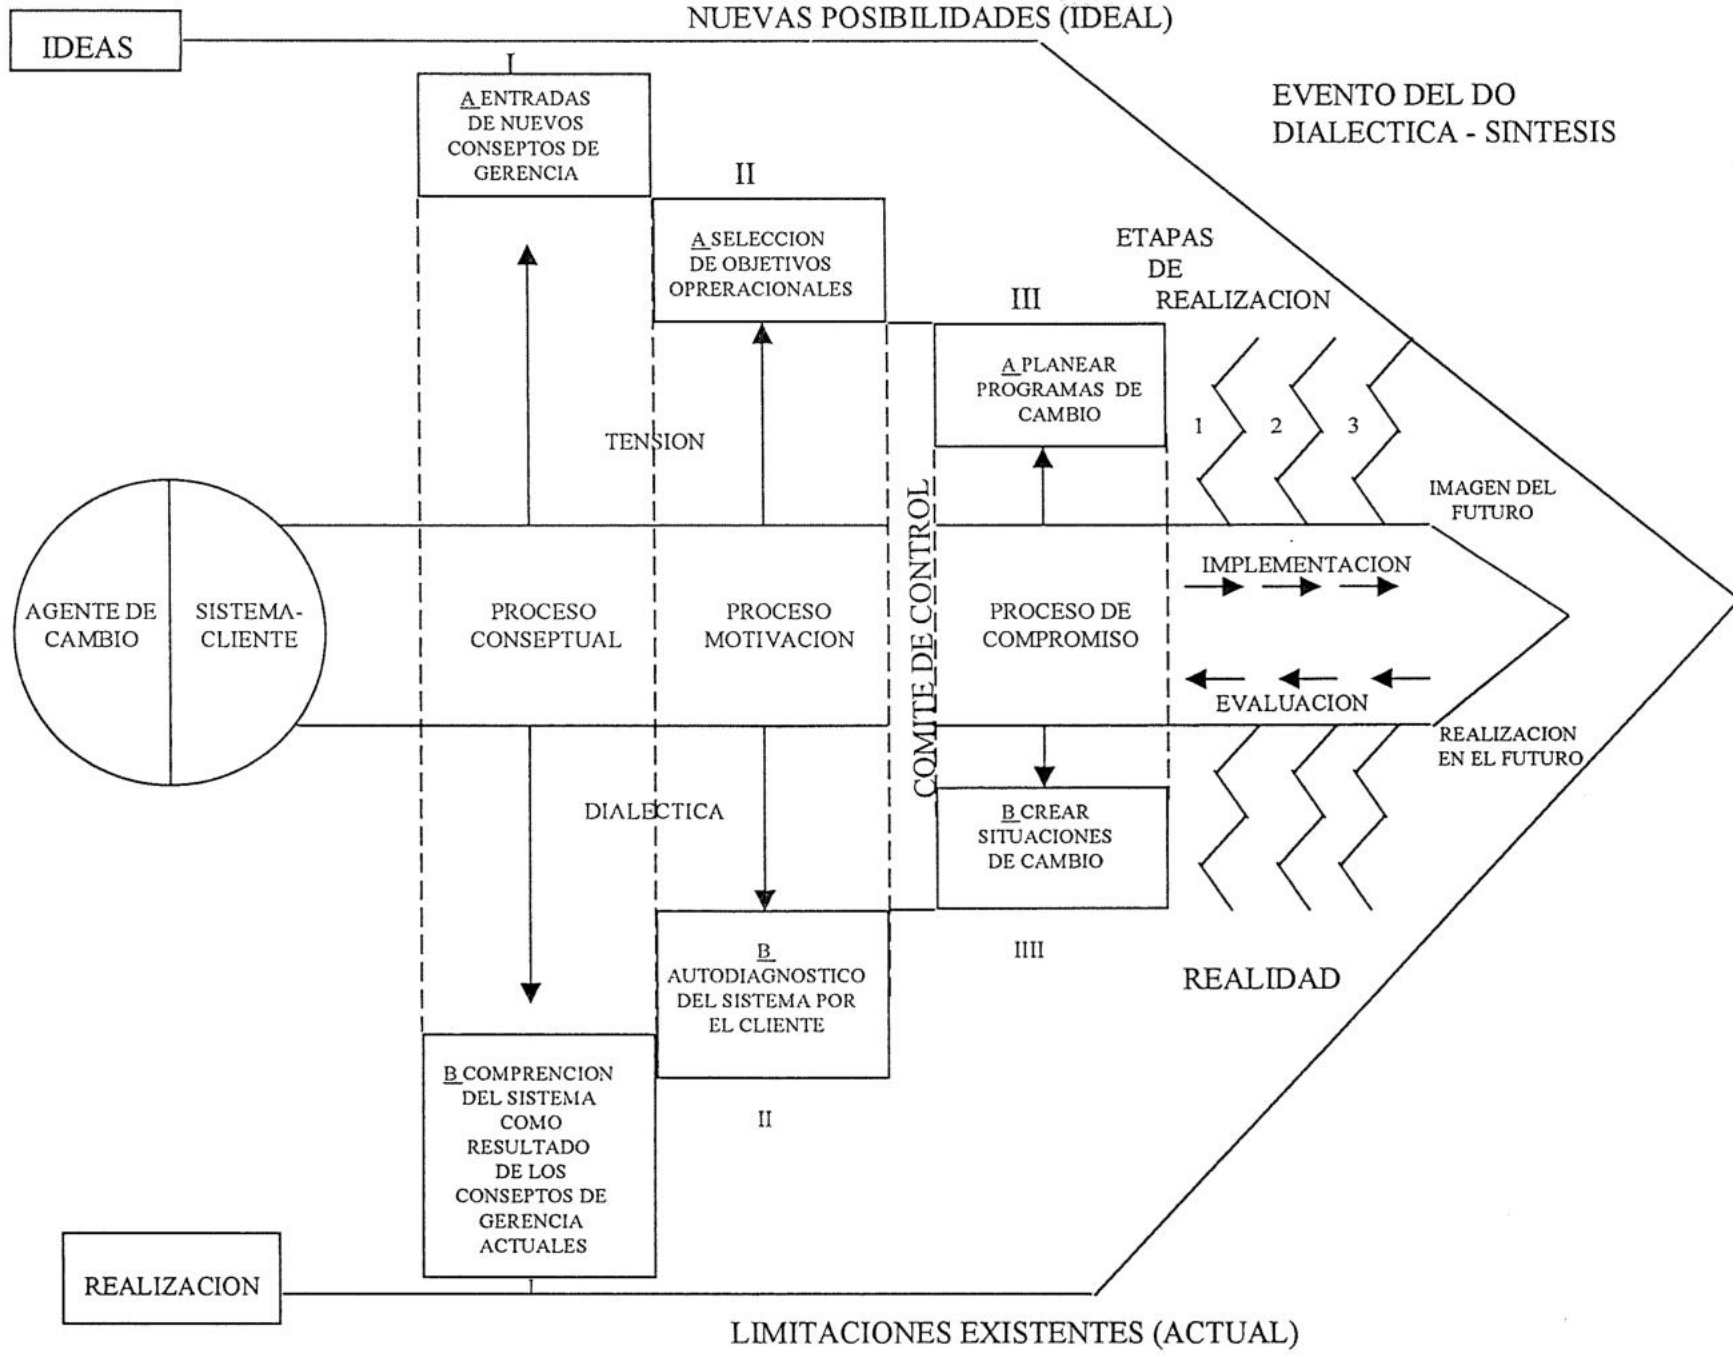 NUEVAS POSIBILIDADES (IDEAL)
IDEAS
I
A ENTRADAS
DE NUEVOS
CONSEPTOS DE
GERENCIA
EVENTO DEL DO
DIALECTICA - SINTESIS
II
A SELECCION
DE OBJETIVOS
OPRERACIONALES
ETAPAS
DE
REALIZACION
III
A PLANEAR
PROGRAMAS DE
CAMBIO
1 2 3
TENSION
IMAGEN DEL
FUTURO
COMITE DE CONTROL
AGENTE DE
CAMBIO
SISTEMA-
CLIENTE
PROCESO
CONSEPTUAL
PROCESO
MOTIVACION
PROCESO DE
COMPROMISO
IMPLEMENTACION
EVALUACION
REALIZACION
EN EL FUTURO
DIALECTICA
B CREAR
SITUACIONES
DE CAMBIO
IIII
B
AUTODIAGNOSTICO
DEL SISTEMA POR
EL CLIENTE
II
REALIDAD
B COMPRENCION
DEL SISTEMA
COMO
RESULTADO
DE LOS
CONSEPTOS DE
GERENCIA
ACTUALES
I
REALIZACION
LIMITACIONES EXISTENTES (ACTUAL)